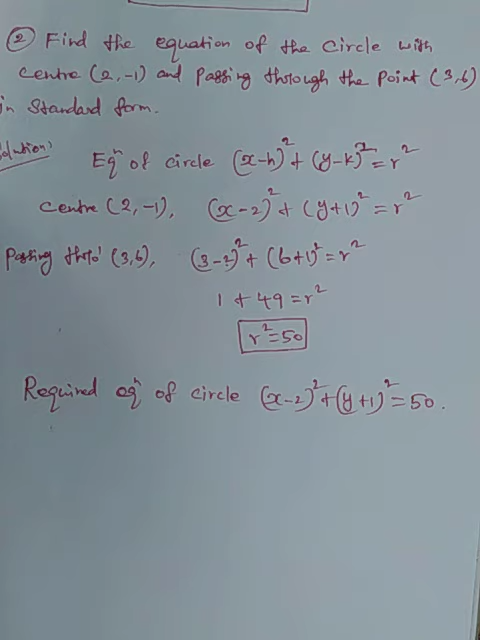 ② Find the equation of the circle with
centre (2,-1) and passing through the point (3,6)
in standard form.
Solution:
Eqⁿ of circle (x-h)² + (y-k)² = r²
centre (2,-1), (x-2)² + (y+1)² = r²
Passing thro' (3,6), (3-2)² + (6+1)² = r²
1 + 49 = r²
r² = 50
Required eqⁿ of circle (x-2)² + (y+1)² = 50.